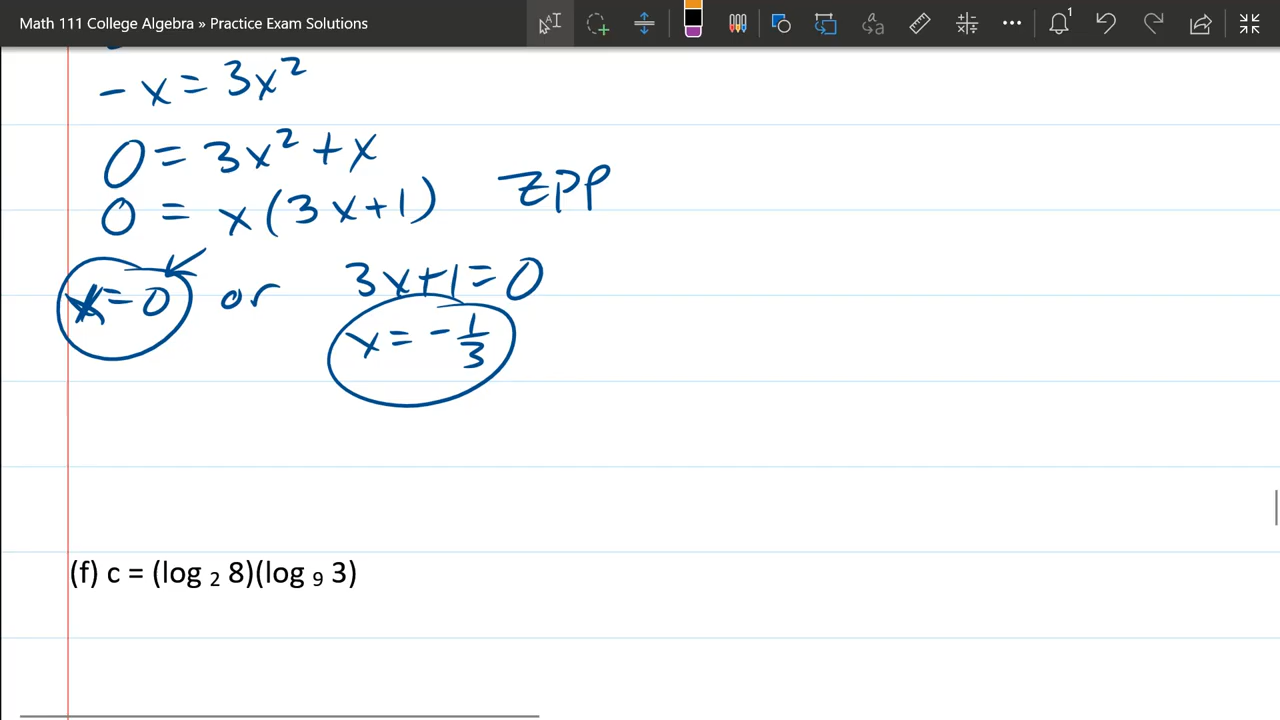 Math 111 College Algebra » Practice Exam Solutions
1
- x = 3x²
0 = 3x² + x
0 = x(3x+1) ZPP
x=0 or 3x+1=0
x = -1/3
(f) c = (log ₂ 8)(log ₉ 3)